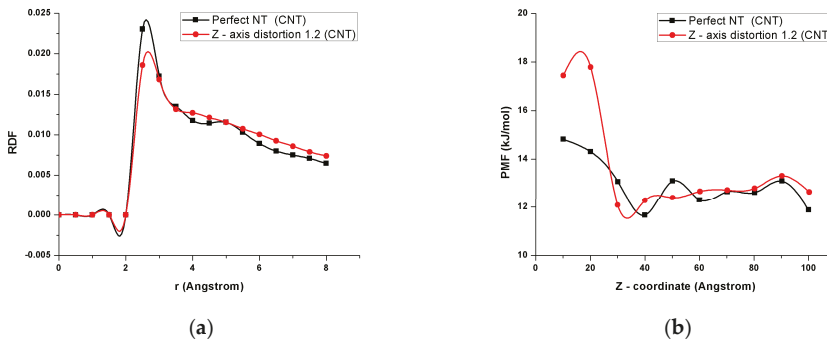 Perfect NT (CNT)
Z - axis distortion 1.2 (CNT)
0.025
0.020
0.015
0.010
0.005
0.000
-0.005
RDF
0
2
4
6
8
r (Angstrom)
(a)
Perfect NT (CNT)
Z - axis distortion 1.2 (CNT)
20
18
16
14
12
10
PMF (kJ/mol)
0
20
40
60
80
100
Z - coordinate (Angstrom)
(b)